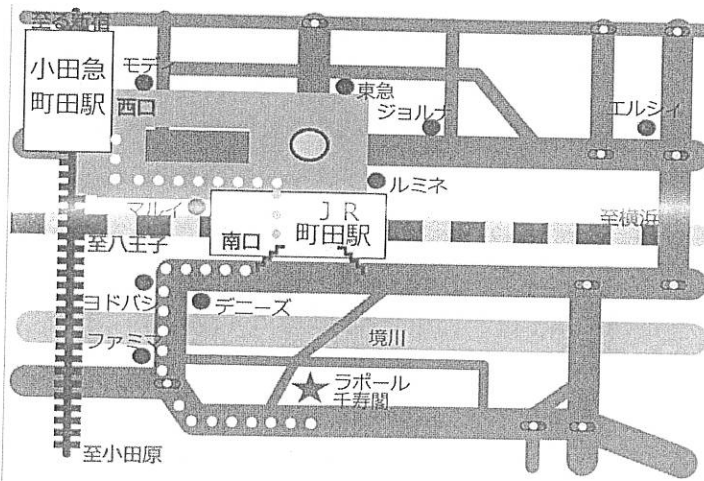 至る新宿
小田急
町田駅
西口
モディ
東急
ジョルナ
エルシィ
ルミネ
マルイ
JR
町田駅
南口
至横浜
至八王子
ヨドバシ
デニーズ
ファミマ
境川
ラポール
千寿閣
至小田原